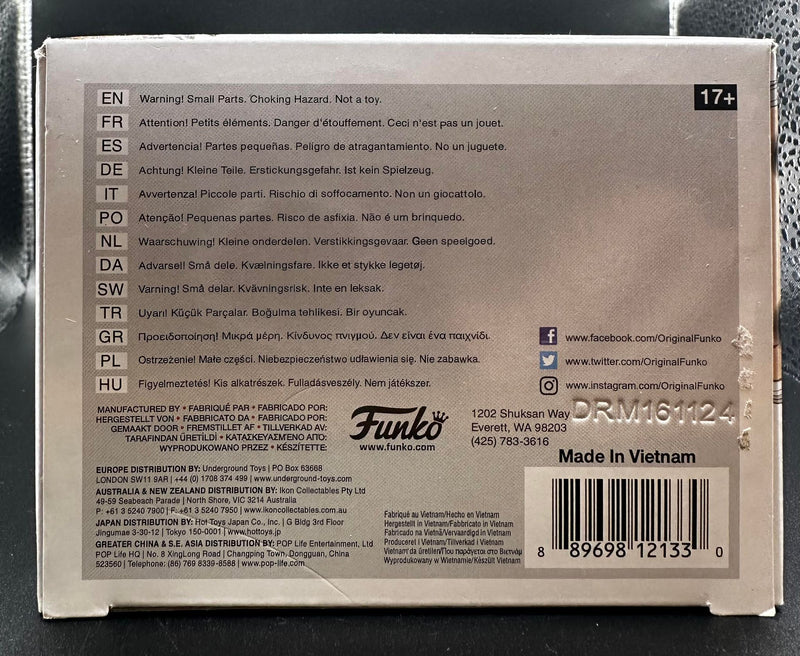 17+
EN Warning! Small Parts. Choking Hazard. Not a toy.
FR Attention! Petits éléments. Danger d'étouffement. Ceci n'est pas un jouet.
ES Advertencia! Partes pequeñas. Peligro de atragantamiento. No un juguete.
DE Achtung! Kleine Teile. Erstickungsgefahr. Ist kein Spielzeug.
IT Avvertenza! Piccole parti. Rischio di soffocamento. Non un giocattolo.
PO Atenção! Pequenas partes. Risco de asfixia. Não é um brinquedo.
NL Waarschuwing! Kleine onderdelen. Verstikkingsgevaar. Geen speelgoed.
DA Advarsel! Små dele. Kvælningsfare. Ikke et stykke legetøj.
SW Varning! Små delar. Kvävningsrisk. Inte en leksak.
TR Uyarı! Küçük Parçalar. Boğulma tehlikesi. Bir oyuncak.
GR Προειδοποίηση! Μικρά μέρη. Κίνδυνος πνιγμού. Δεν είναι ένα παιχνίδι.
PL Ostrzeżenie! Małe części. Niebezpieczeństwo udławienia się. Nie zabawka.
HU Figyelmeztetés! Kis alkatrészek. Fulladásveszély. Nem játékszer.
f www.facebook.com/OriginalFunko
www.twitter.com/OriginalFunko
www.instagram.com/OriginalFunko
MANUFACTURED BY • FABRIQUÉ PAR • FABRICADO POR:
HERGESTELLT VON • FABBRICATO DA • FABRICADO POR:
GEMAAKT DOOR • FREMSTILLET AF • TILLVERKAD AV:
TARAFINDAN ÜRETİLDİ • ΚΑΤΑΣΚΕΥΑΣΜΕΝΟ ΑΠΟ:
WYPRODUKOWANO PRZEZ • KÉSZÍTETTE:
Funko
www.funko.com
1202 Shuksan Way
Everett, WA 98203
(425) 783-3616
DRM161124
Made In Vietnam
EUROPE DISTRIBUTION BY: Underground Toys | PO BOX 63668
LONDON SW11 9AR | +44 (0) 1708 374 499 | www.underground-toys.com
AUSTRALIA & NEW ZEALAND DISTRIBUTION BY: Ikon Collectables Pty Ltd
49-59 Seabeach Parade | North Shore, VIC 3214 Australia
P: +61 3 5240 7900 | F: +61 3 5240 7950 | www.ikoncollectables.com.au
JAPAN DISTRIBUTION BY: Hot Toys Japan Co., Inc. | G Bldg 3rd Floor
Jingumae 3-30-12 | Tokyo 150-0001 | www.hottoys.jp
GREATER CHINA & S.E. ASIA DISTRIBUTION BY: POP Life Entertainment, Ltd
POP Life HQ | No. 8 XingLong Road | Changping Town, Dongguan, China
523560 | Telephone: (86) 769 8339-8588 | www.pop-life.com
Fabriqué au Vietnam/Hecho en Vietnam
Hergestellt in Vietnam/Fabbricato in Vietnam
Fabricado na Vietnã/Vervaardigd in Vietnam
Produceret i Vietnam/Tillverkad i Vietnam
Vietnam'da üretilen/Που παράγεται στο Βιετνάμ
Wyprodukowany w Wietnamie/Készült Vietnam
8 89698 12133 0